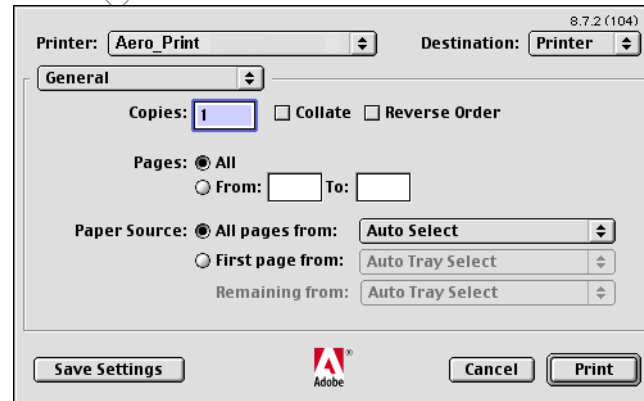 8.7.2 (104)
Printer: Aero_Print Destination: Printer
General
Copies: 1 Collate Reverse Order
Pages: All
From: To:
Paper Source: All pages from: Auto Select
First page from: Auto Tray Select
Remaining from: Auto Tray Select
Save Settings Adobe® Cancel Print